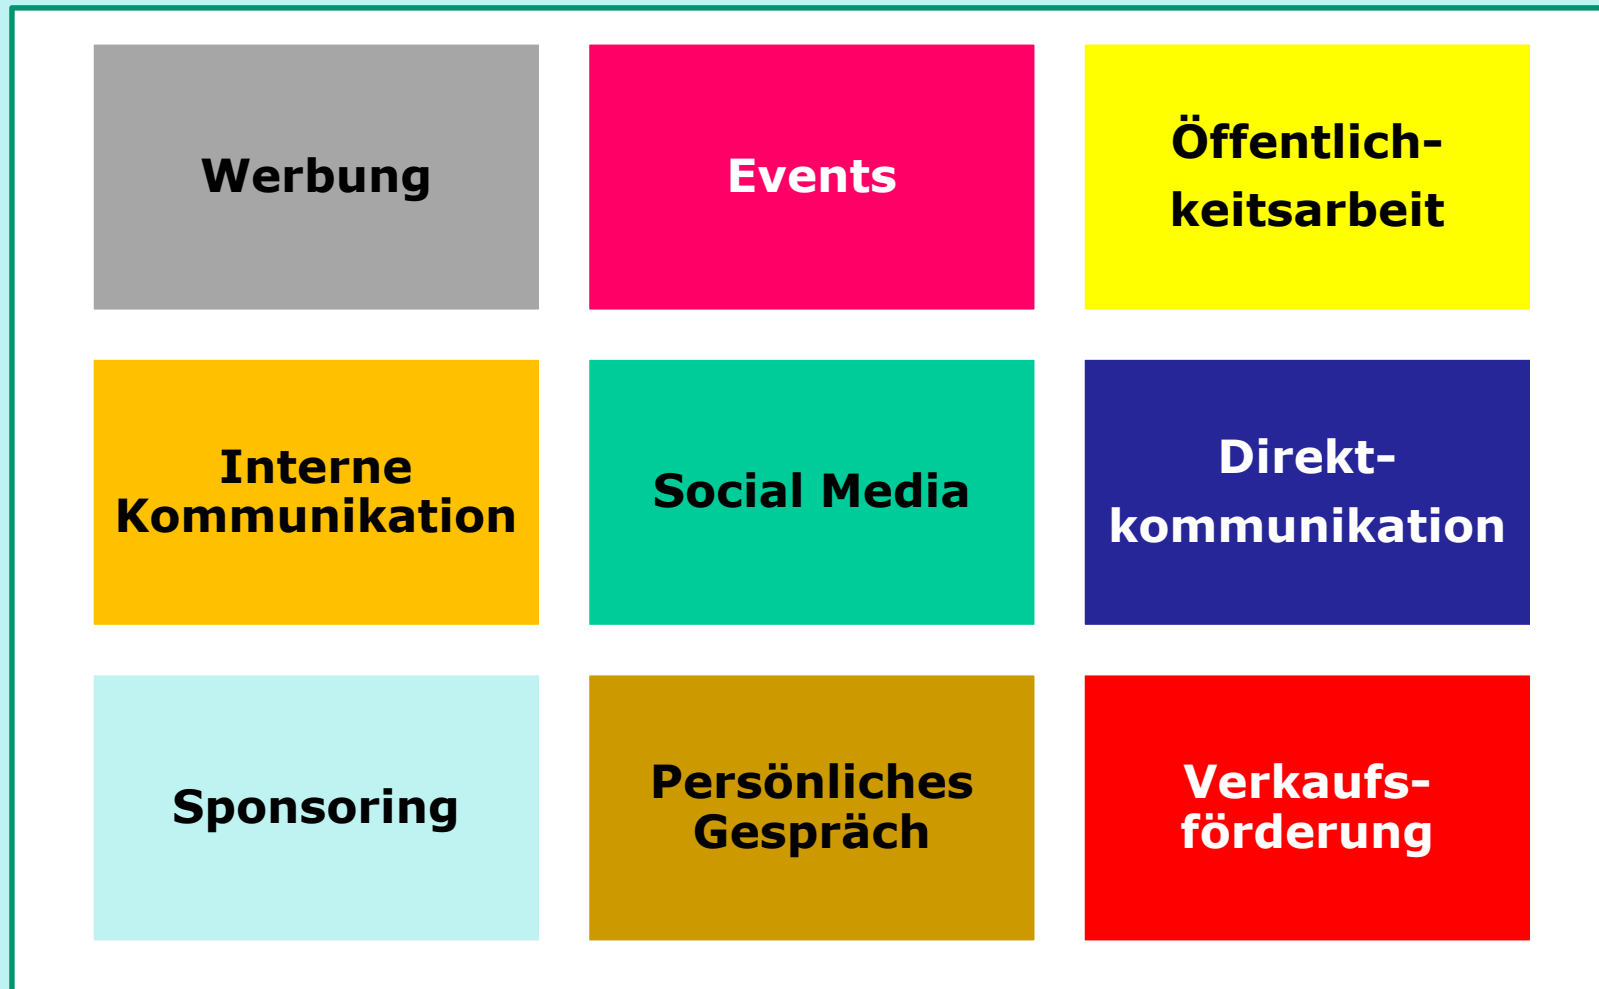 Werbung
Events
Öffentlich-
keitsarbeit
Interne
Kommunikation
Social Media
Direkt-
kommunikation
Sponsoring
Persönliches
Gespräch
Verkaufs-
förderung